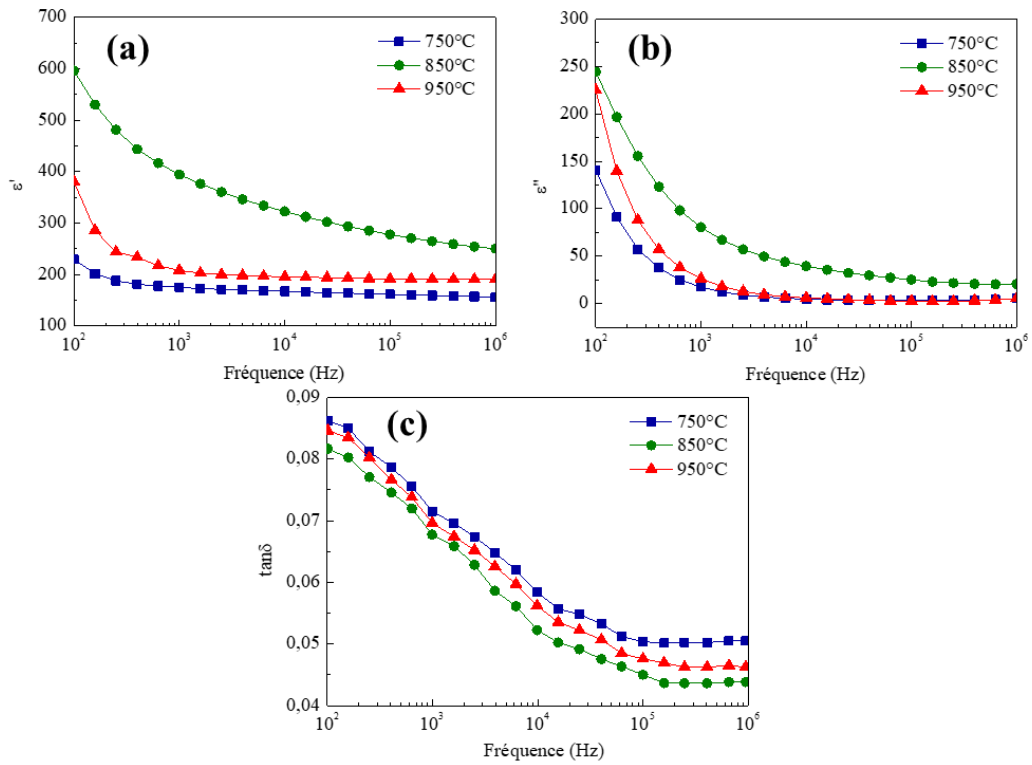 (a)
750°C
850°C
950°C
700
600
500
400
300
200
100
ε'
10² 10³ 10⁴ 10⁵ 10⁶
Fréquence (Hz)
(b)
750°C
850°C
950°C
300
250
200
150
100
50
0
ε"
10² 10³ 10⁴ 10⁵ 10⁶
Fréquence (Hz)
(c)
750°C
850°C
950°C
0,09
0,08
0,07
0,06
0,05
0,04
tanδ
10² 10³ 10⁴ 10⁵ 10⁶
Fréquence (Hz)